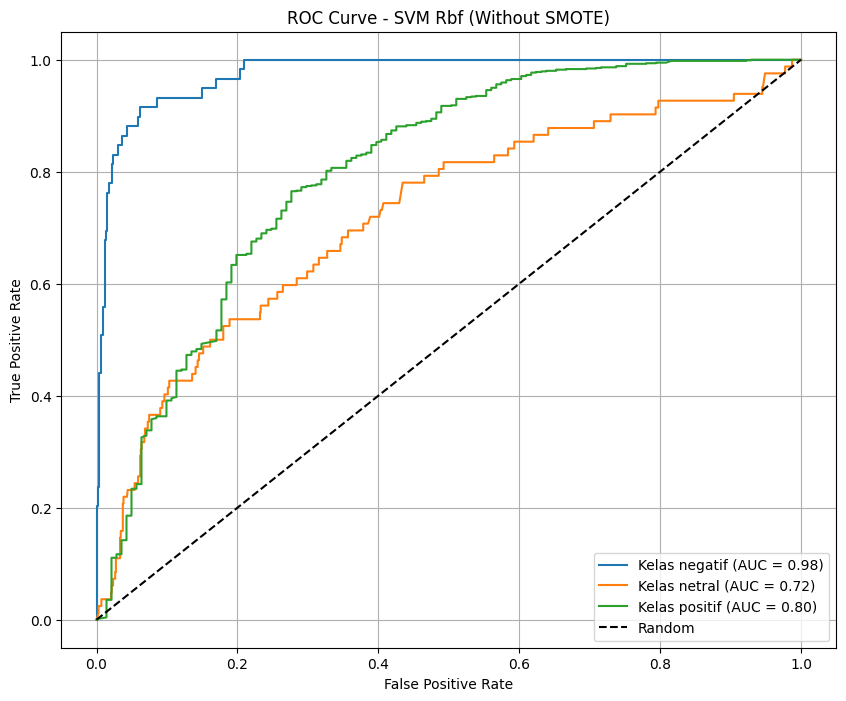 ROC Curve - SVM Rbf (Without SMOTE)
True Positive Rate
1.0
0.8
0.6
0.4
0.2
0.0
0.0 0.2 0.4 0.6 0.8 1.0
False Positive Rate
Kelas negatif (AUC = 0.98)
Kelas netral (AUC = 0.72)
Kelas positif (AUC = 0.80)
Random